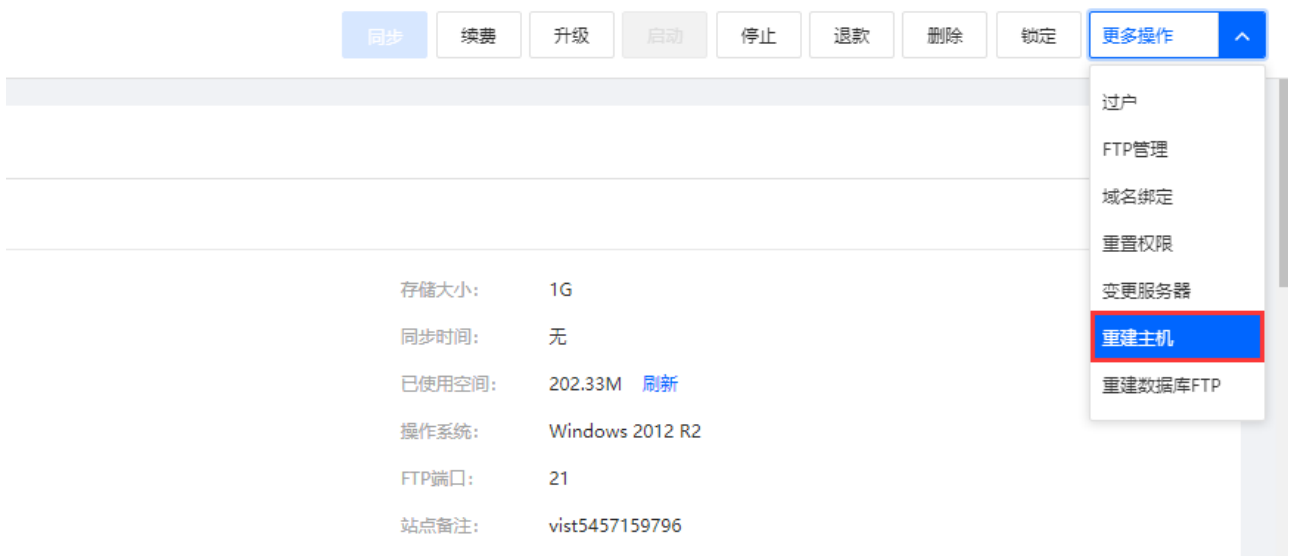 同步 续费 升级 启动 停止 退款 删除 锁定 更多操作
过户
FTP管理
域名绑定
重置权限
变更服务器
重建主机
重建数据库FTP
存储大小： 1G
同步时间： 无
已使用空间： 202.33M 刷新
操作系统： Windows 2012 R2
FTP端口： 21
站点备注： vist5457159796